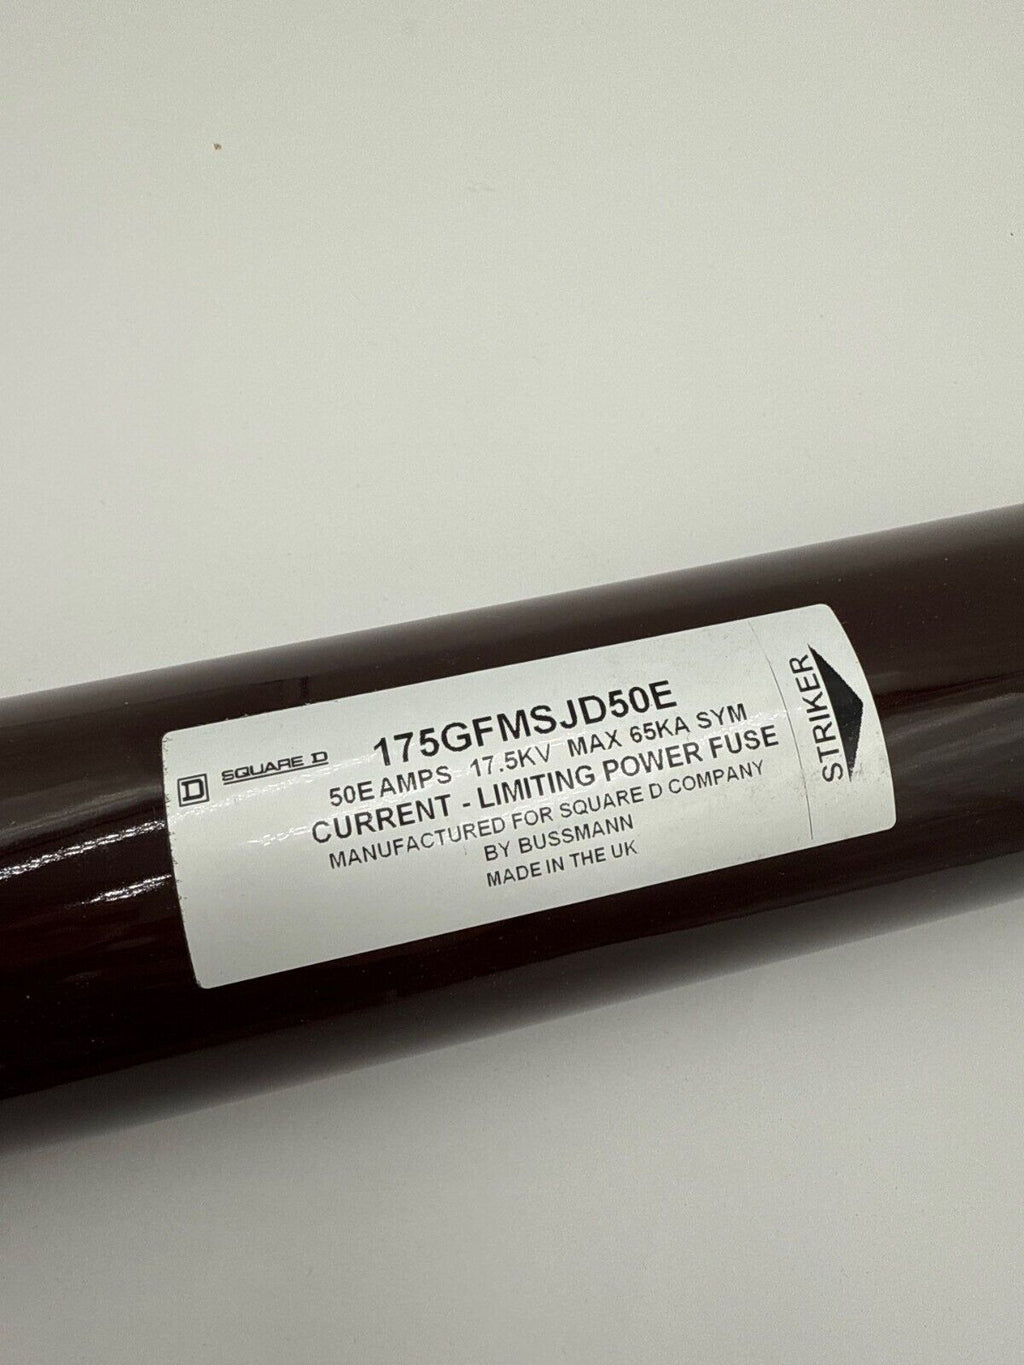 D SQUARE D
175GFMSJD50E
50E AMPS 17.5KV MAX 65KA SYM
CURRENT - LIMITING POWER FUSE
MANUFACTURED FOR SQUARE D COMPANY
BY BUSSMANN
MADE IN THE UK
STRIKER